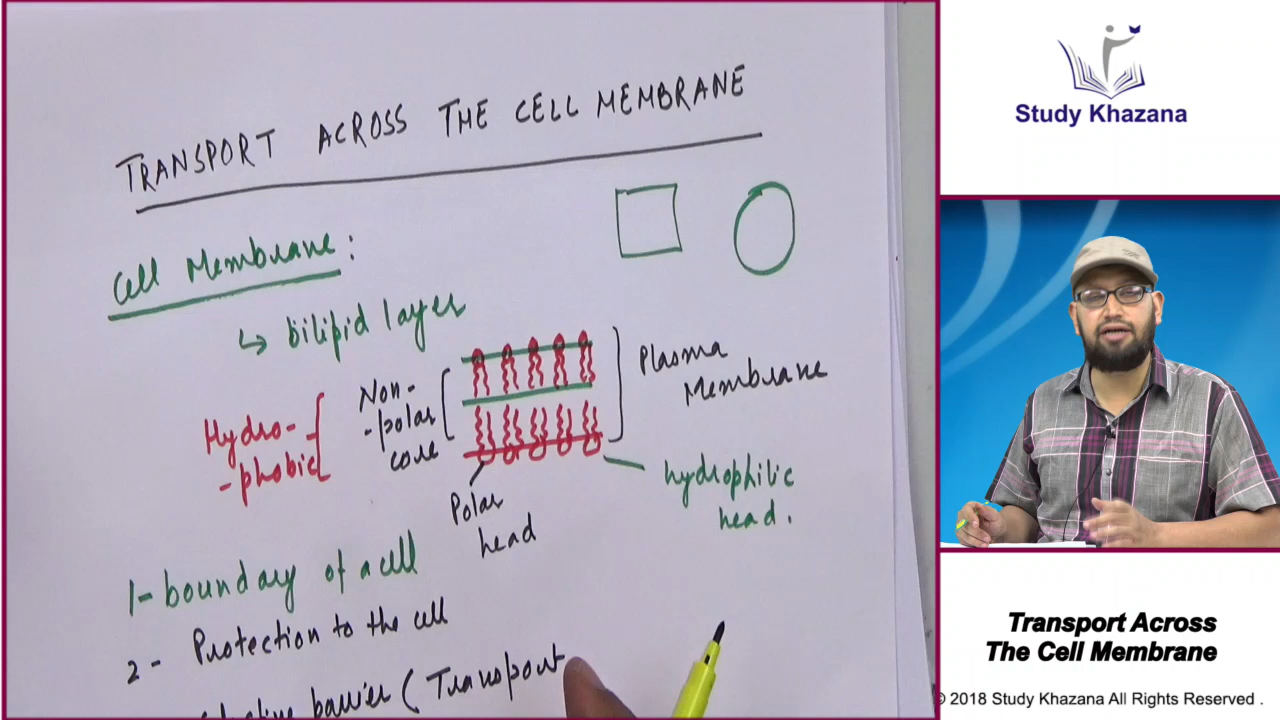 TRANSPORT ACROSS THE CELL MEMBRANE
Cell Membrane:
↳ bilipid layer
Non-
-polar
core
Hydro-
-phobic
Plasma
Membrane
Polar
head
hydrophilic
head.
1- boundary of a cell
2- Protection to the cell
barrier (Transport
Study Khazana
Transport Across
The Cell Membrane
© 2018 Study Khazana All Rights Reserved .